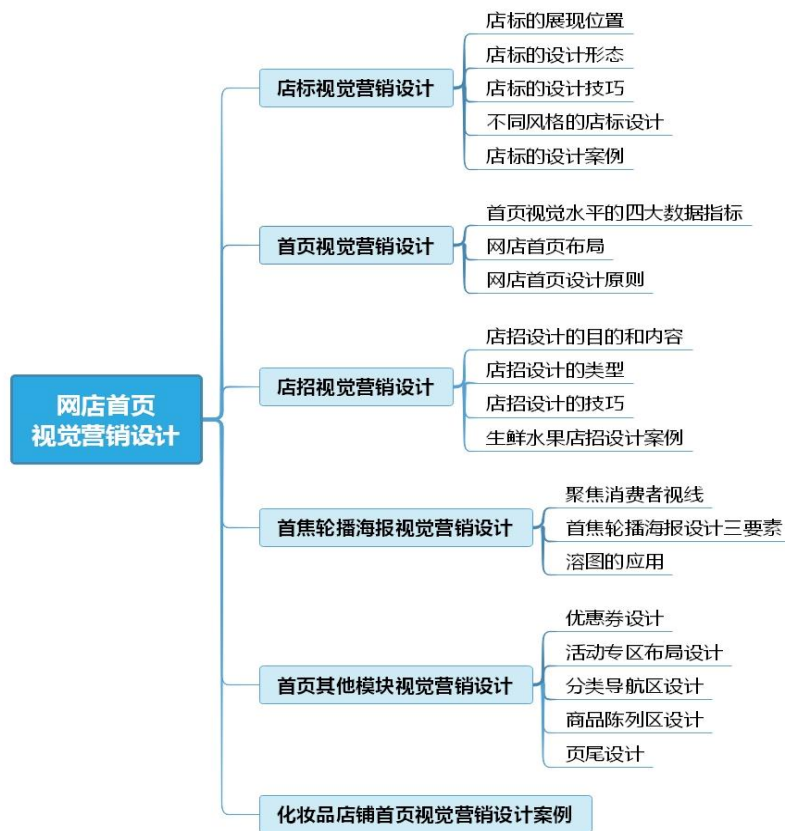 网店首页
视觉营销设计
店标视觉营销设计
店标的展现位置
店标的设计形态
店标的设计技巧
不同风格的店标设计
店标的设计案例
首页视觉营销设计
首页视觉水平的四大数据指标
网店首页布局
网店首页设计原则
店招视觉营销设计
店招设计的目的和内容
店招设计的类型
店招设计的技巧
生鲜水果店招设计案例
首焦轮播海报视觉营销设计
聚焦消费者视线
首焦轮播海报设计三要素
溶图的应用
首页其他模块视觉营销设计
优惠券设计
活动专区布局设计
分类导航区设计
商品陈列区设计
页尾设计
化妆品店铺首页视觉营销设计案例